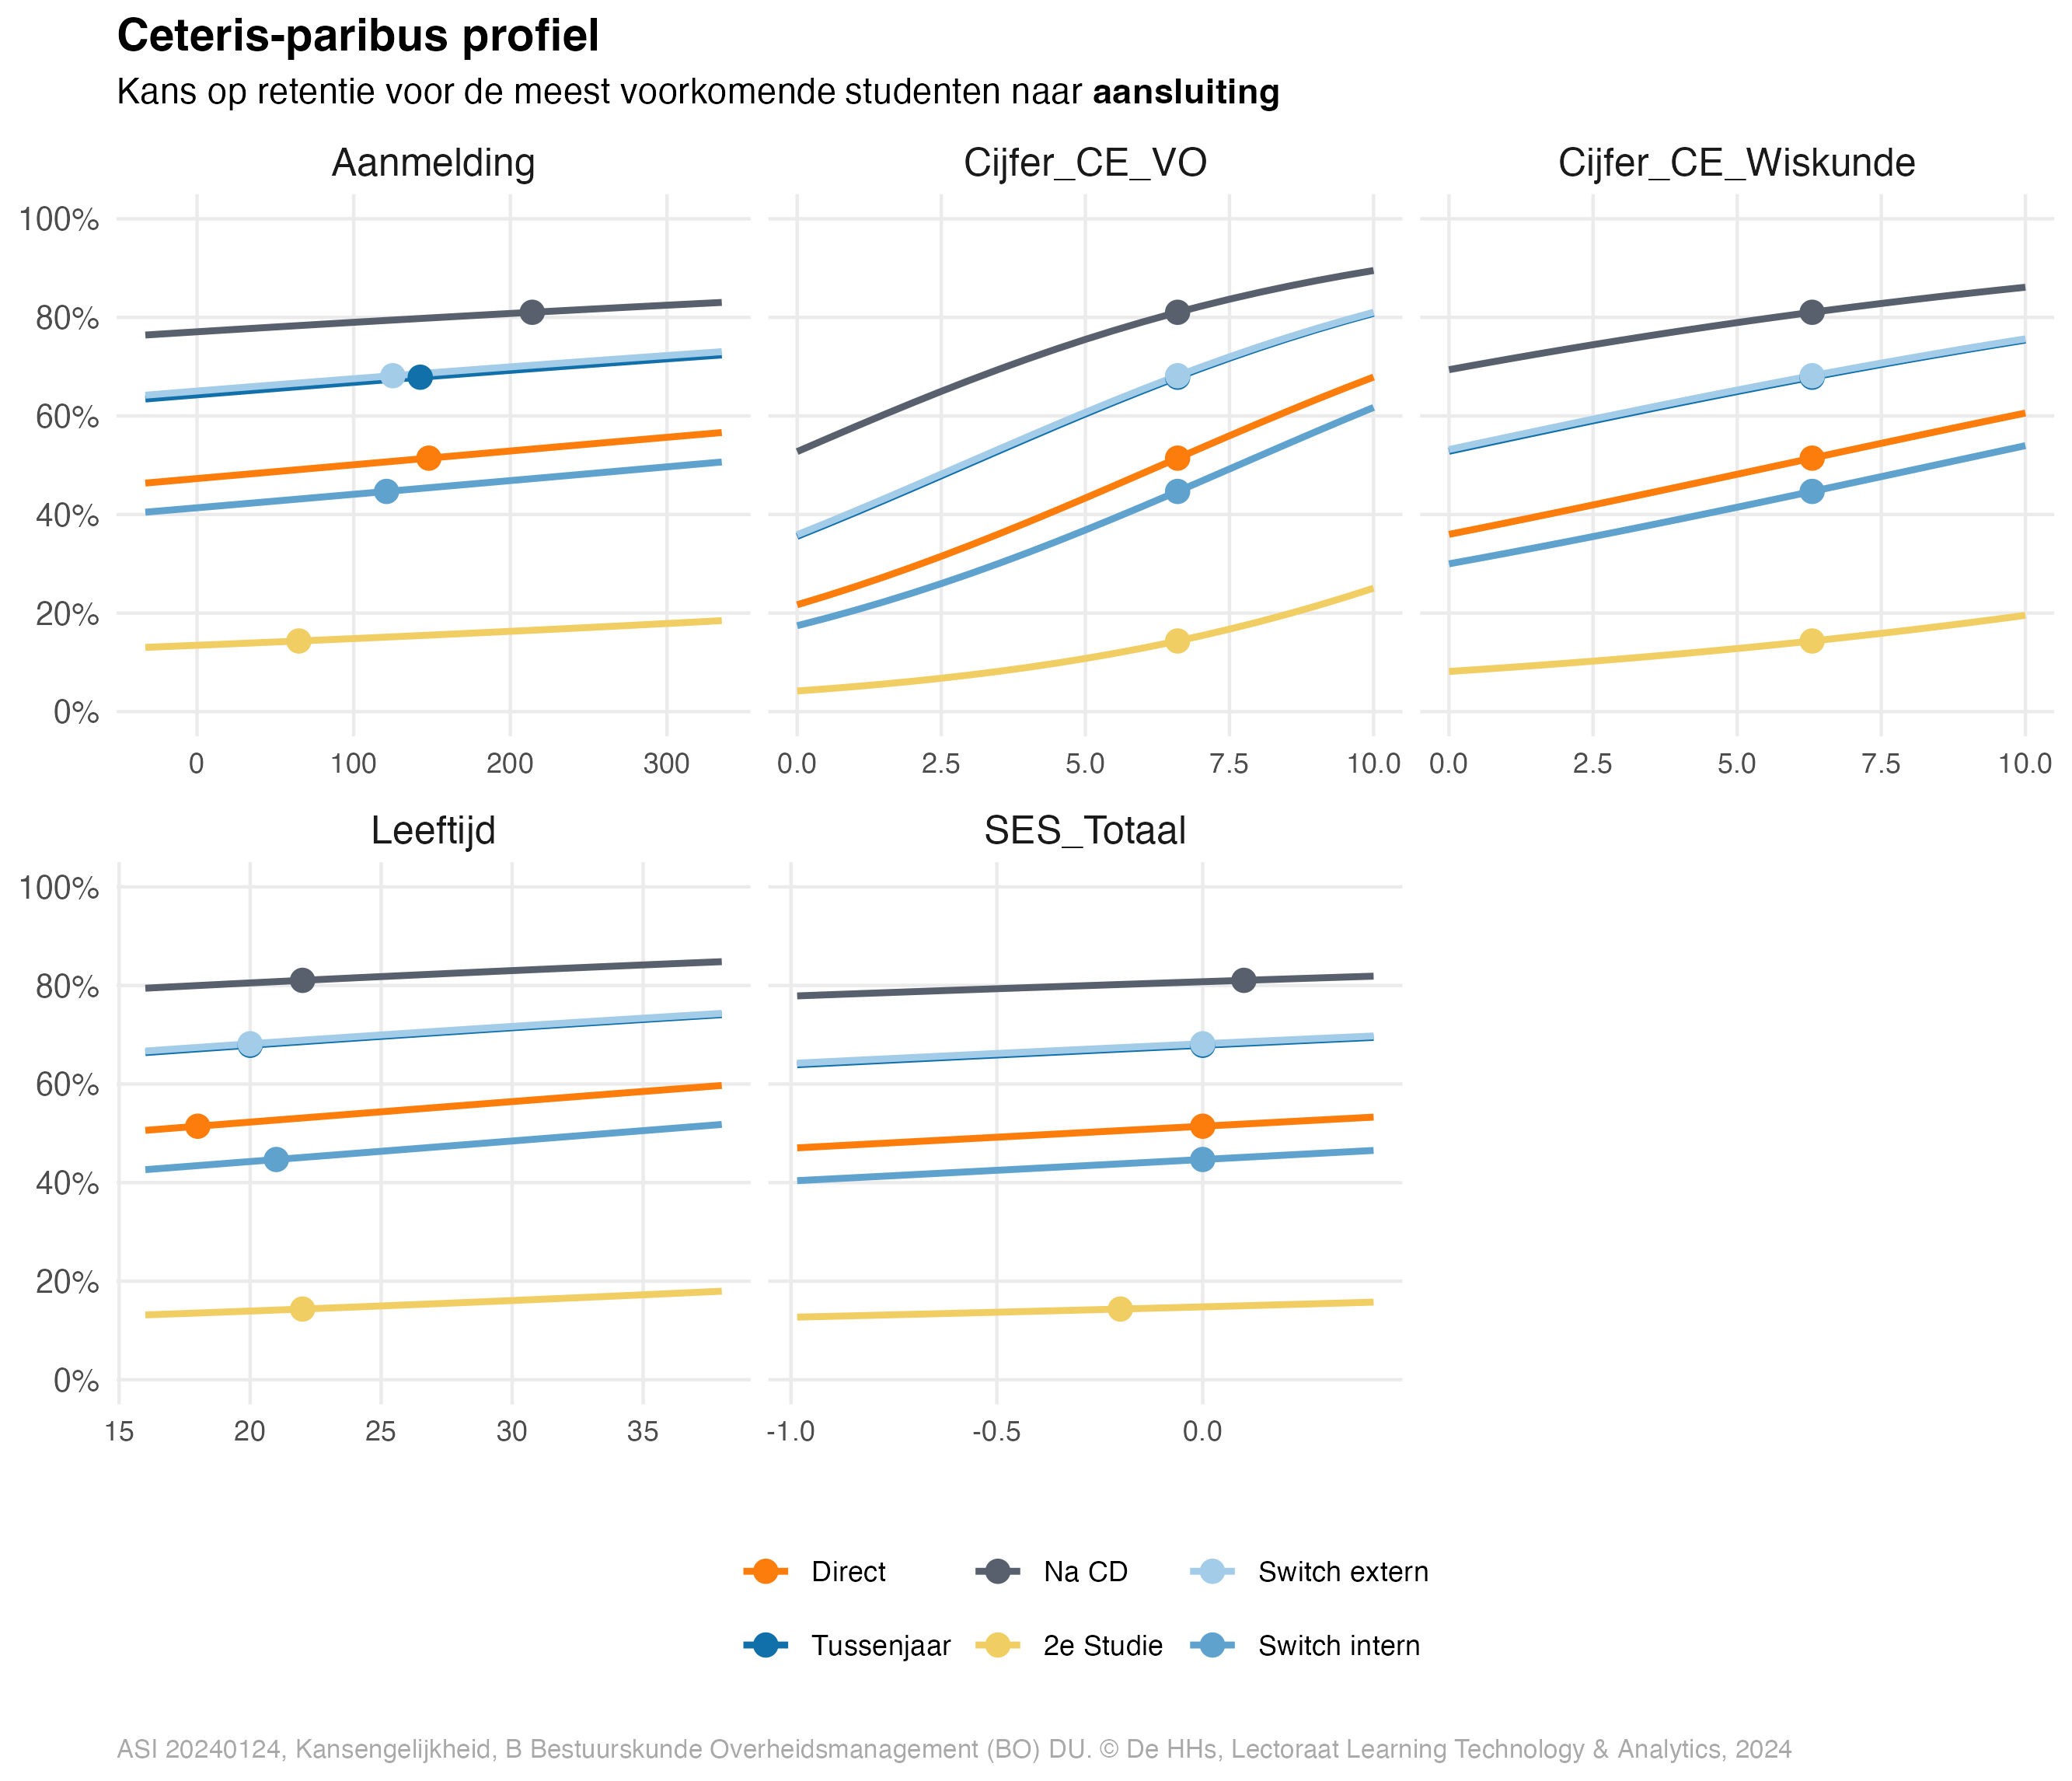 Ceteris-paribus profiel
Kans op retentie voor de meest voorkomende studenten naar aansluiting
Aanmelding Cijfer_CE_VO Cijfer_CE_Wiskunde
100%
80%
60%
40%
20%
0%
0 100 200 300 0.0 2.5 5.0 7.5 10.0 0.0 2.5 5.0 7.5 10.0
Leeftijd SES_Totaal
100%
80%
60%
40%
20%
0%
15 20 25 30 35 -1.0 -0.5 0.0
Direct Na CD Switch extern
Tussenjaar 2e Studie Switch intern
ASI 20240124, Kansengelijkheid, B Bestuurskunde Overheidsmanagement (BO) DU. © De HHs, Lectoraat Learning Technology & Analytics, 2024